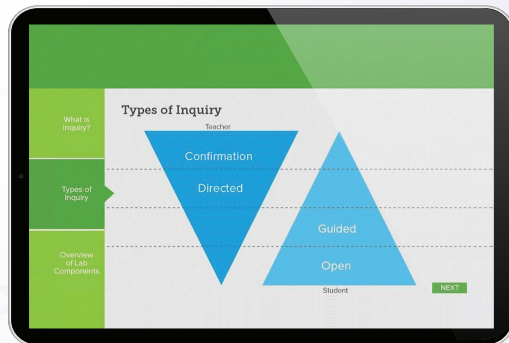 What is
Inquiry?
Types of
Inquiry
Overview
of Lab
Components
Types of Inquiry
Teacher
Confirmation
Directed
Guided
Open
Student
NEXT